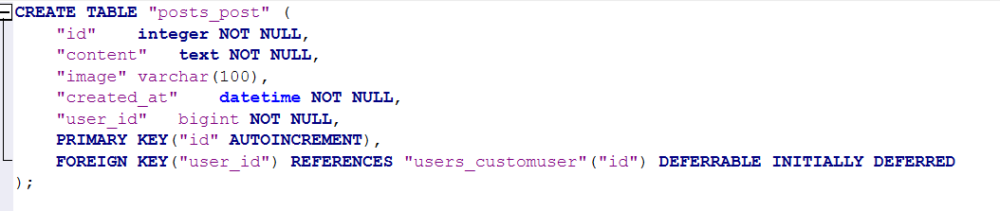 CREATE TABLE "posts_post" (
"id" integer NOT NULL,
"content" text NOT NULL,
"image" varchar(100),
"created_at" datetime NOT NULL,
"user_id" bigint NOT NULL,
PRIMARY KEY("id" AUTOINCREMENT),
FOREIGN KEY("user_id") REFERENCES "users_customuser"("id") DEFERRABLE INITIALLY DEFERRED
);